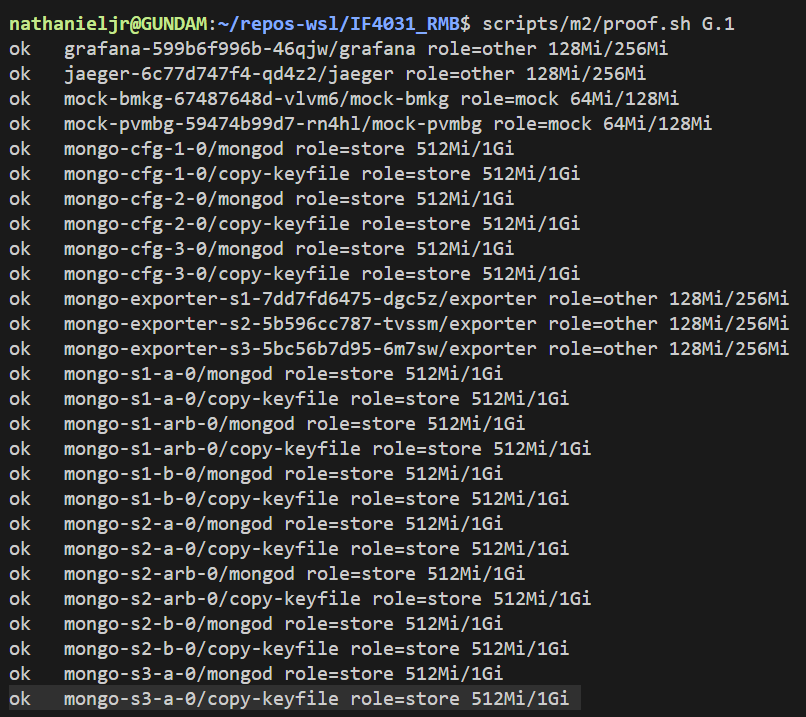 nathanieljr@GUNDAM:~/repos-wsl/IF4031_RMB$ scripts/m2/proof.sh G.1
ok   grafana-599b6f996b-46qjw/grafana role=other 128Mi/256Mi
ok   jaeger-6c77d747f4-qd4z2/jaeger role=other 128Mi/256Mi
ok   mock-bmkg-67487648d-vlvm6/mock-bmkg role=mock 64Mi/128Mi
ok   mock-pvmbg-59474b99d7-rn4hl/mock-pvmbg role=mock 64Mi/128Mi
ok   mongo-cfg-1-0/mongod role=store 512Mi/1Gi
ok   mongo-cfg-1-0/copy-keyfile role=store 512Mi/1Gi
ok   mongo-cfg-2-0/mongod role=store 512Mi/1Gi
ok   mongo-cfg-2-0/copy-keyfile role=store 512Mi/1Gi
ok   mongo-cfg-3-0/mongod role=store 512Mi/1Gi
ok   mongo-cfg-3-0/copy-keyfile role=store 512Mi/1Gi
ok   mongo-exporter-s1-7dd7fd6475-dgc5z/exporter role=other 128Mi/256Mi
ok   mongo-exporter-s2-5b596cc787-tvssm/exporter role=other 128Mi/256Mi
ok   mongo-exporter-s3-5bc56b7d95-6m7sw/exporter role=other 128Mi/256Mi
ok   mongo-s1-a-0/mongod role=store 512Mi/1Gi
ok   mongo-s1-a-0/copy-keyfile role=store 512Mi/1Gi
ok   mongo-s1-arb-0/mongod role=store 512Mi/1Gi
ok   mongo-s1-arb-0/copy-keyfile role=store 512Mi/1Gi
ok   mongo-s1-b-0/mongod role=store 512Mi/1Gi
ok   mongo-s1-b-0/copy-keyfile role=store 512Mi/1Gi
ok   mongo-s2-a-0/mongod role=store 512Mi/1Gi
ok   mongo-s2-a-0/copy-keyfile role=store 512Mi/1Gi
ok   mongo-s2-arb-0/mongod role=store 512Mi/1Gi
ok   mongo-s2-arb-0/copy-keyfile role=store 512Mi/1Gi
ok   mongo-s2-b-0/mongod role=store 512Mi/1Gi
ok   mongo-s2-b-0/copy-keyfile role=store 512Mi/1Gi
ok   mongo-s3-a-0/mongod role=store 512Mi/1Gi
ok   mongo-s3-a-0/copy-keyfile role=store 512Mi/1Gi